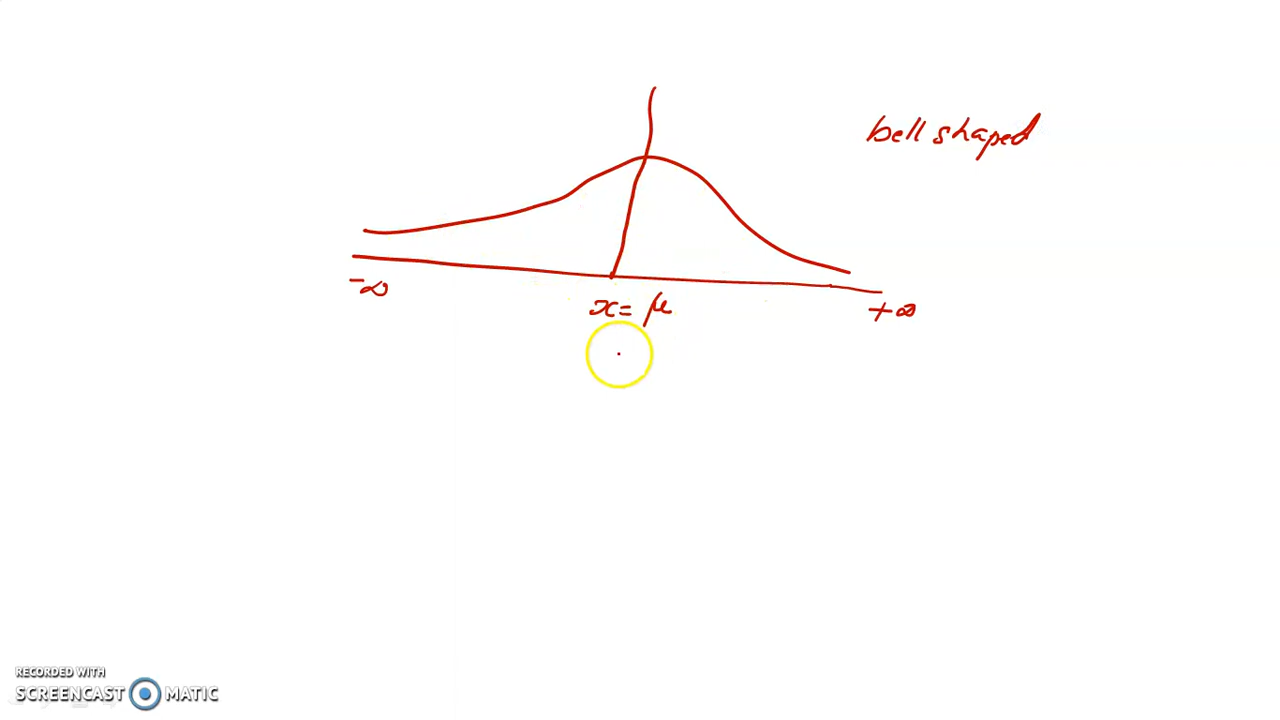 bell shaped
-∞
x= μ
+∞
RECORDED WITH
SCREENCAST MATIC